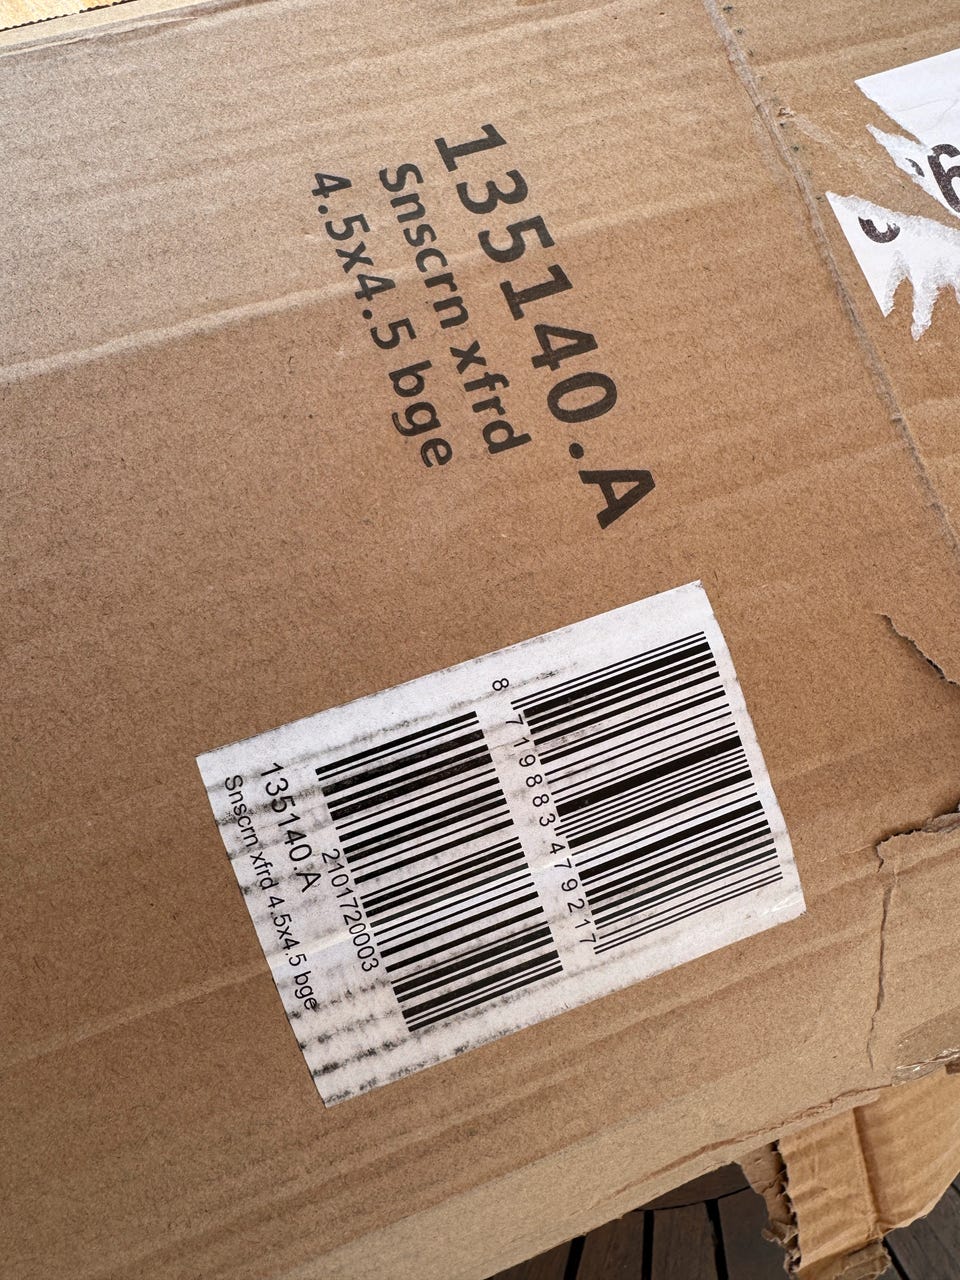 135140.A
Snscrn xfrd
4.5x4.5 bge
8 719883 479217
2101720003
135140.A
Snscrn xfrd 4.5x4.5 bge